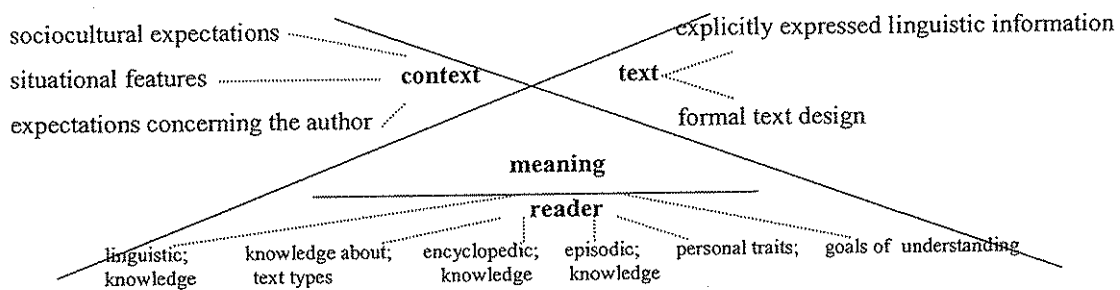 sociocultural expectations
explicitly expressed linguistic information
situational features
context
text
expectations concerning the author
formal text design
meaning
reader
linguistic; knowledge about; encyclopedic; episodic; personal traits; goals of understanding
knowledge text types knowledge knowledge